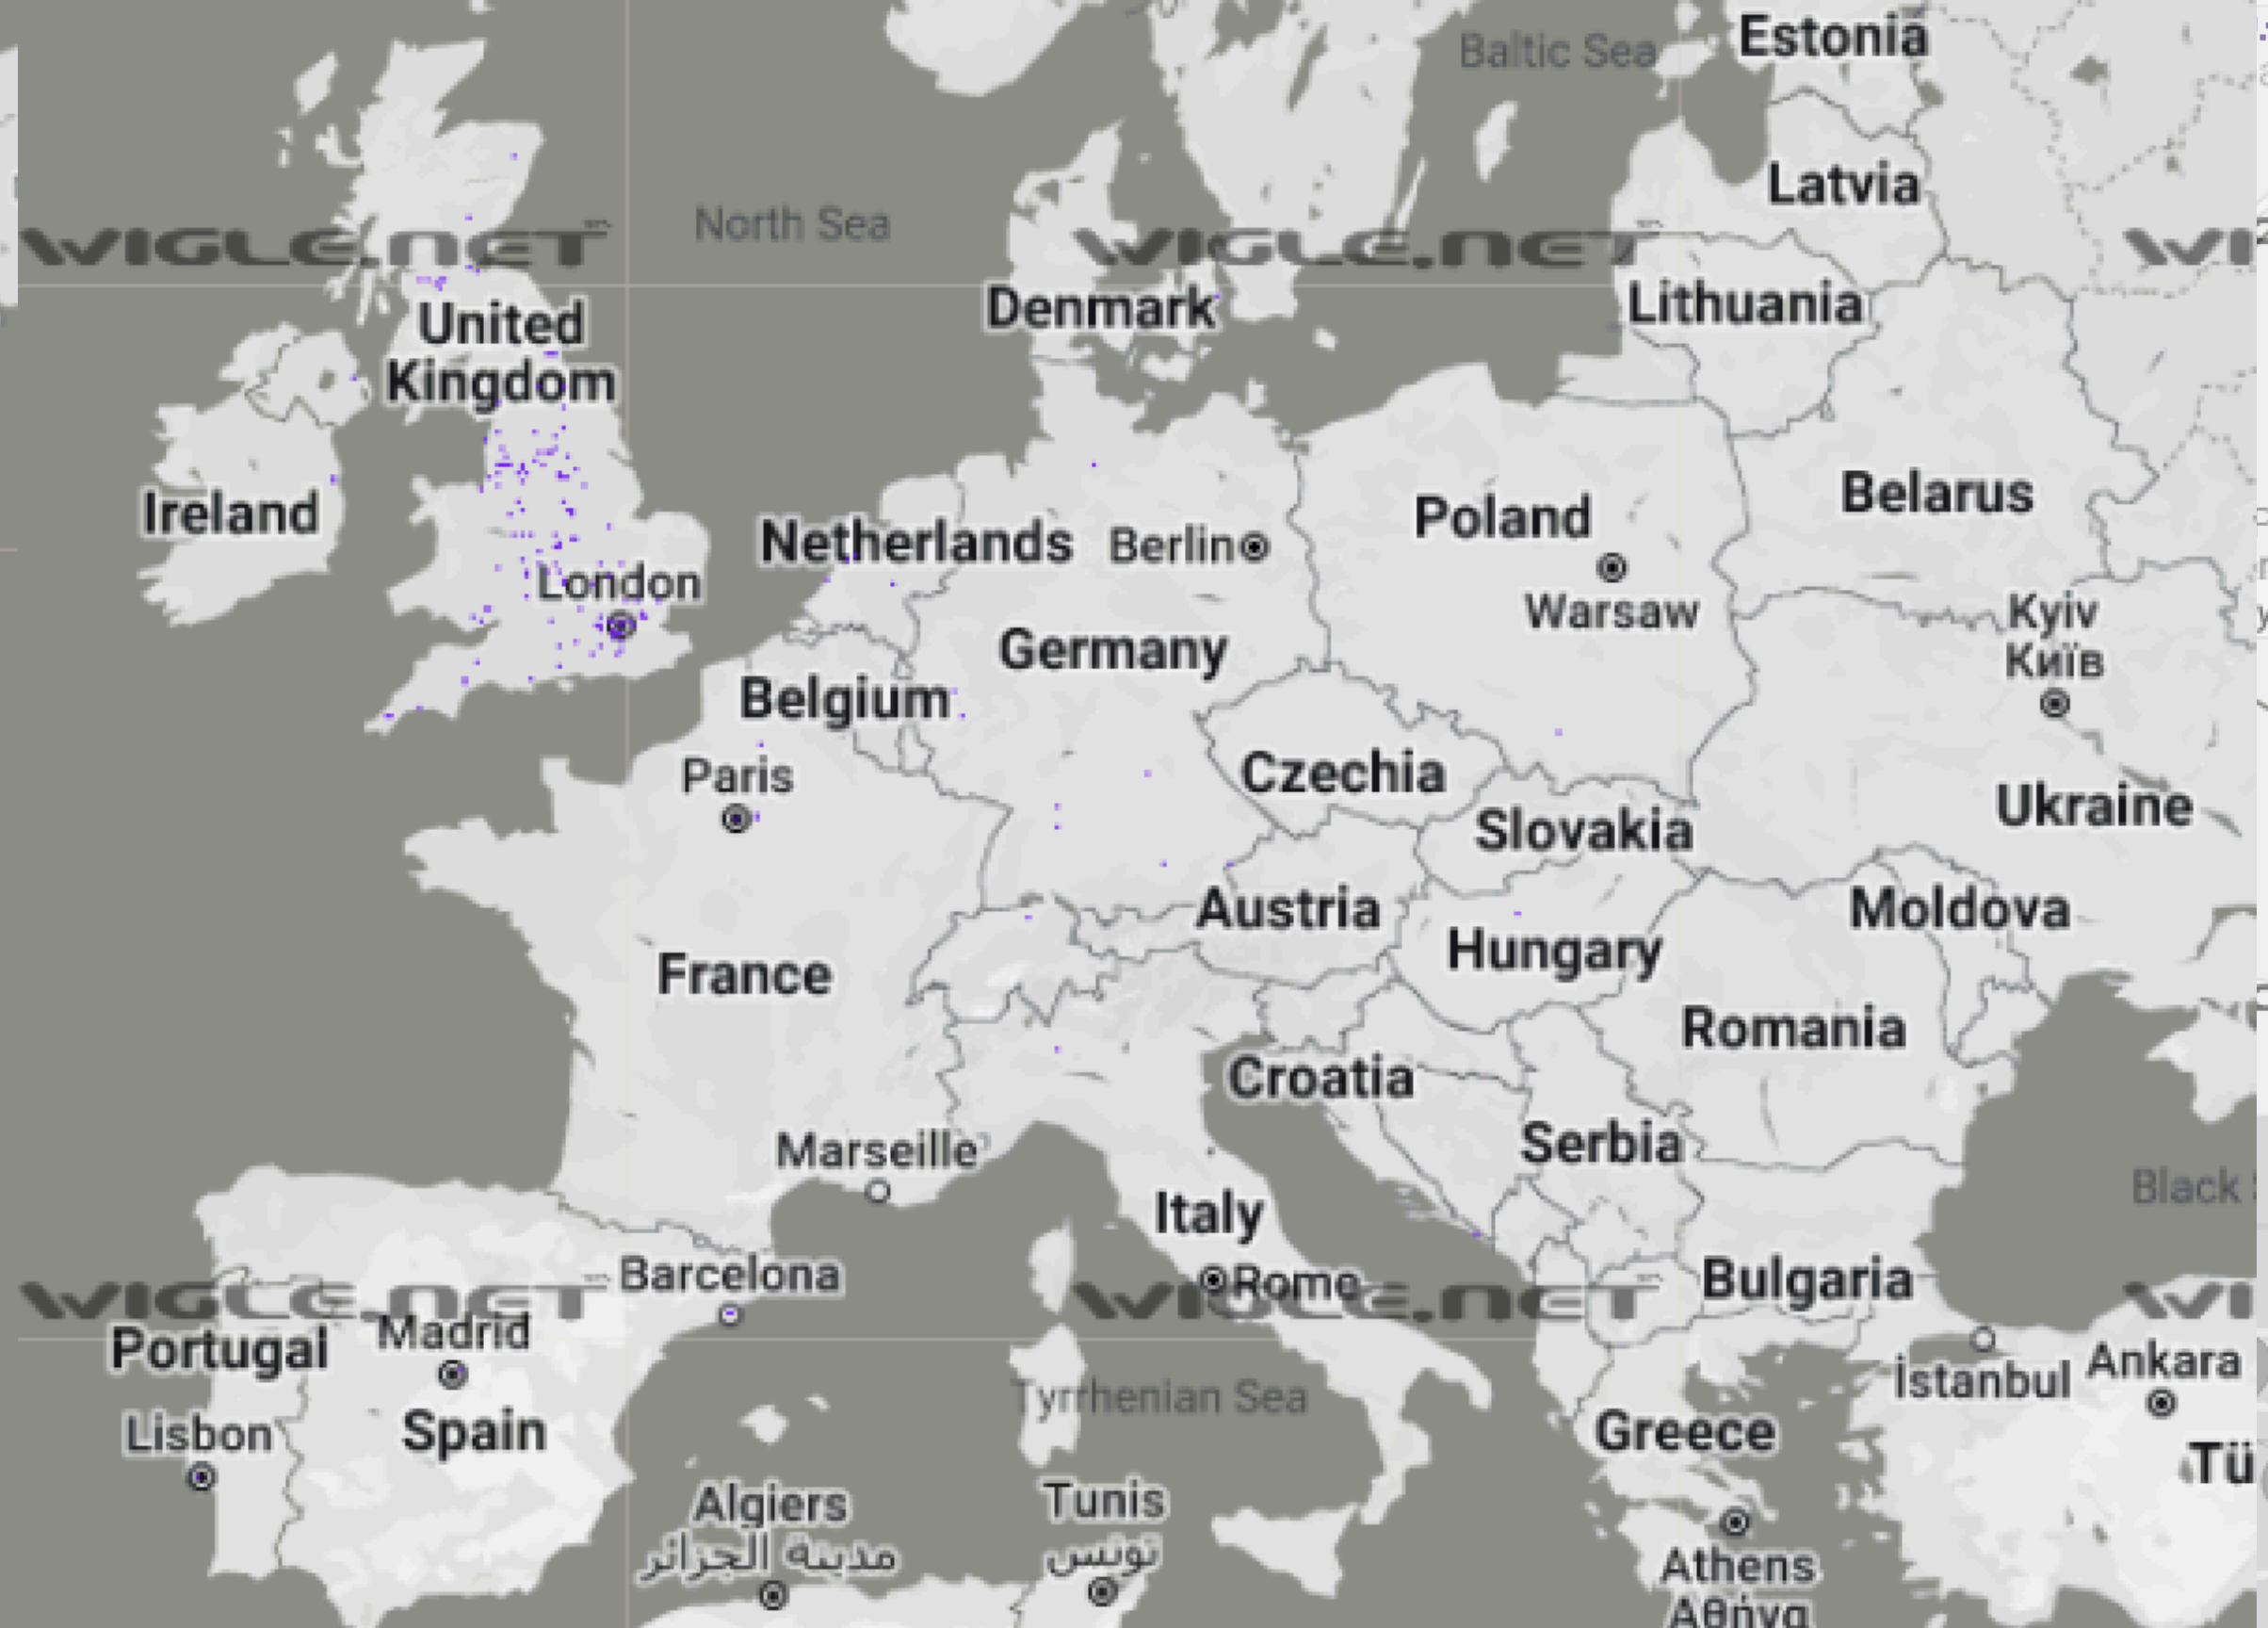 Estonia
Baltic Sea
Latvia
North Sea
WIGLE.NET
WIGLE.NET
WI
Denmark
Lithuania
United
Kingdom
Ireland
Netherlands
Berlin
Poland
Belarus
London
Warsaw
Kyiv
Київ
Germany
Belgium
Paris
Czechia
Slovakia
Ukraine
Austria
Moldova
Hungary
France
Romania
Croatia
Serbia
Marseille
Black
Italy
Barcelona
Rome
Bulgaria
WIGLE.NET
WIGLE.NET
WI
Portugal
Madrid
İstanbul
Ankara
Tyrrhenian Sea
Lisbon
Spain
Greece
Tü
Algiers
مدينة الجزائر
Tunis
تونس
Athens
Αθήνα